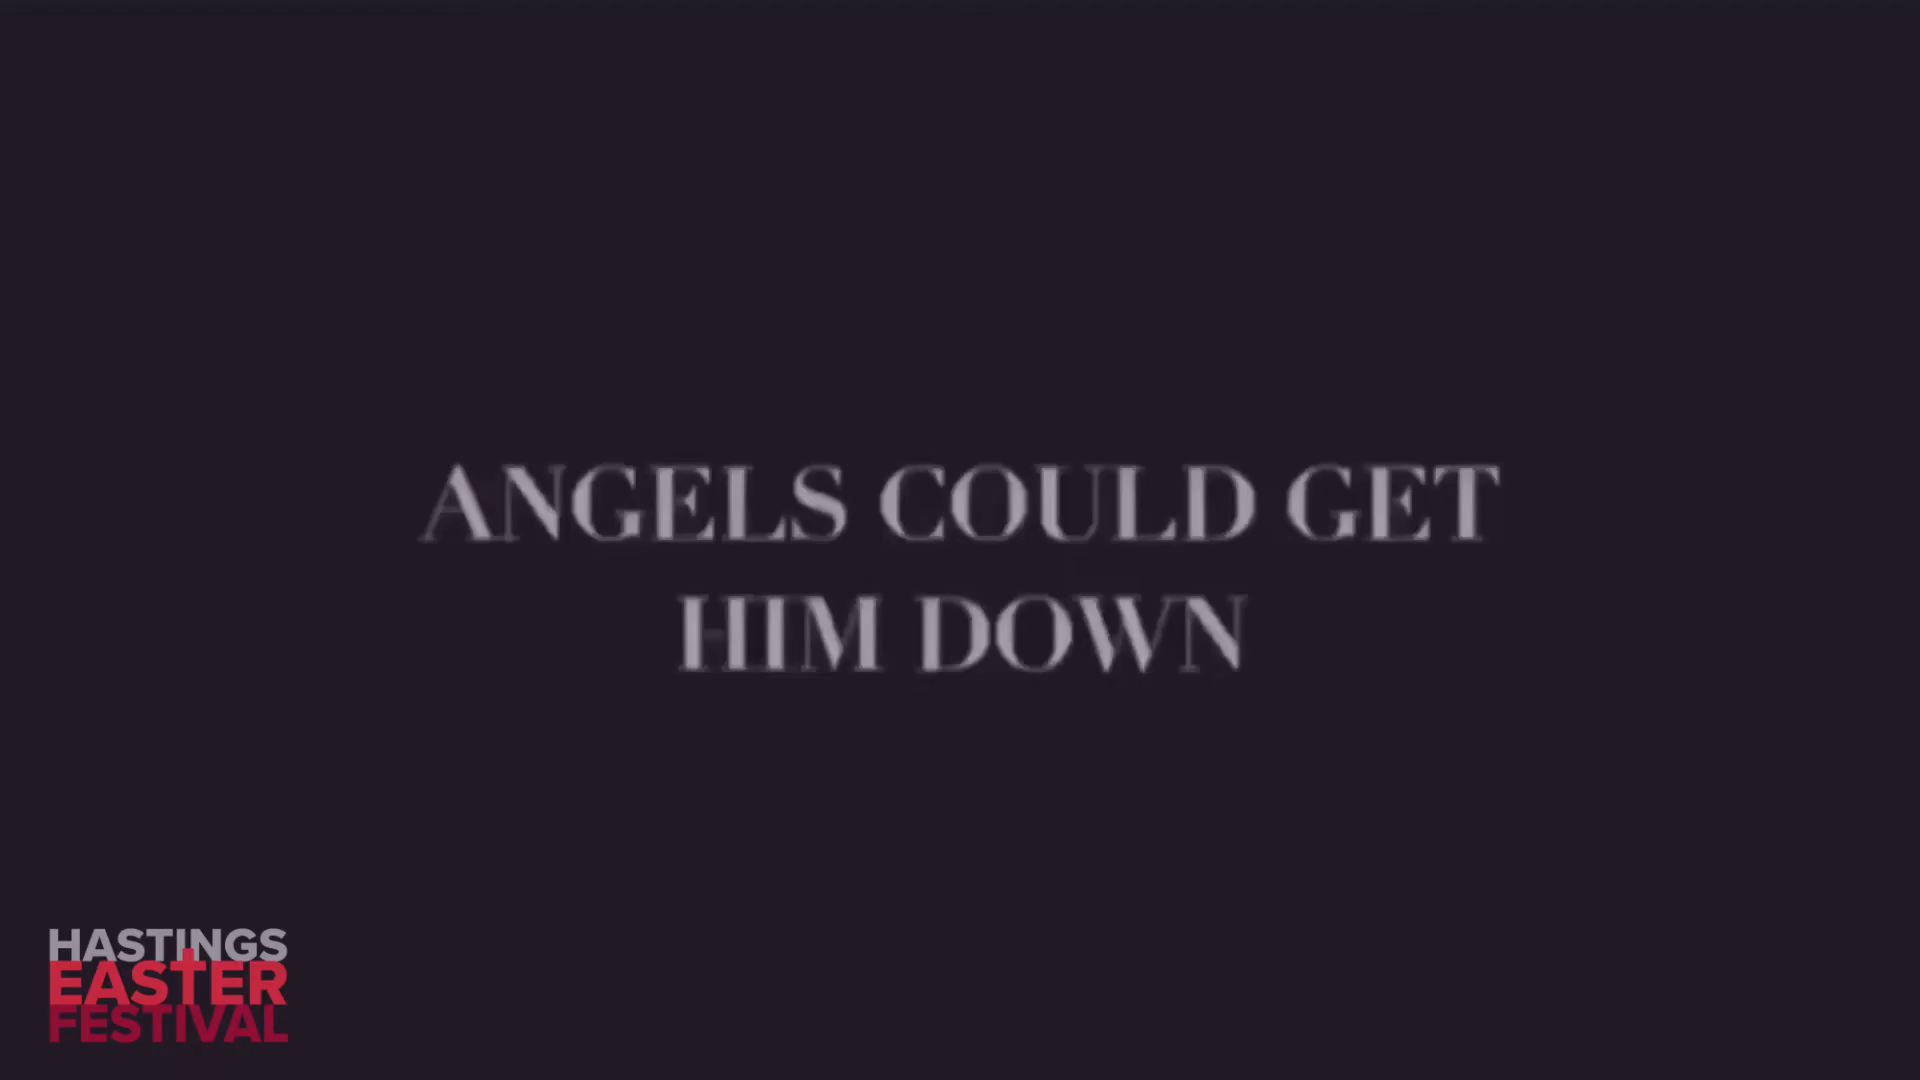 ANGELS COULD GET
HIM DOWN
HASTINGS
EASTER
FESTIVAL